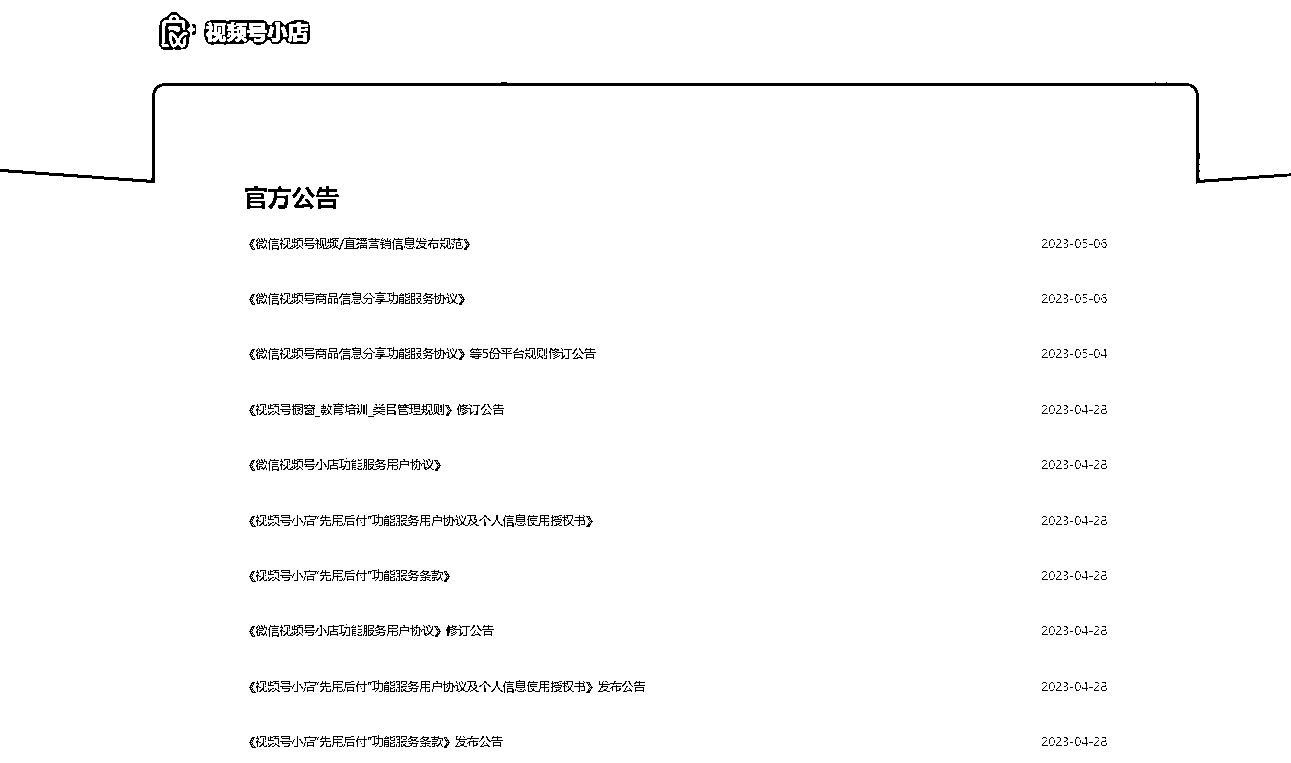 视频号小店
官方公告
《微信视频号视频/直播营销信息发布规范》 2023-05-06
《微信视频号商品信息分享功能服务协议》 2023-05-06
《微信视频号商品信息分享功能服务协议》等5份平台规则修订公告 2023-05-04
《视频号橱窗_教育培训_类目管理规则》修订公告 2023-04-28
《微信视频号小店功能服务用户协议》 2023-04-28
《视频号小店“先用后付”功能服务用户协议及个人信息使用授权书》 2023-04-28
《视频号小店“先用后付”功能服务条款》 2023-04-28
《微信视频号小店功能服务用户协议》修订公告 2023-04-28
《视频号小店“先用后付”功能服务用户协议及个人信息使用授权书》发布公告 2023-04-28
《视频号小店“先用后付”功能服务条款》发布公告 2023-04-28